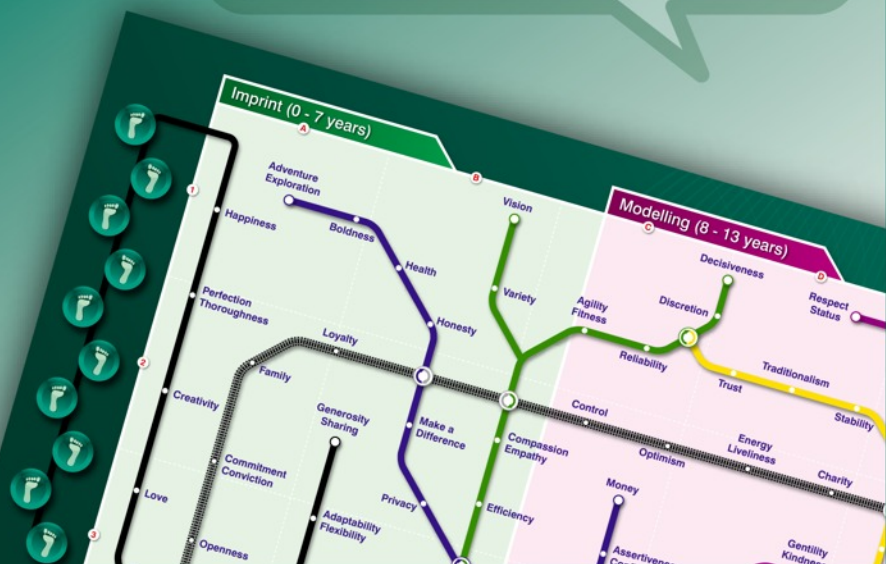 Imprint (0 - 7 years)
A
B
Modelling (8 - 13 years)
C
D
1
2
3
Adventure
Exploration
Boldness
Happiness
Health
Honesty
Perfection
Thoroughness
Loyalty
Family
Creativity
Generosity
Sharing
Make a
Difference
Commitment
Conviction
Love
Privacy
Adaptability
Flexibility
Openness
Vision
Variety
Agility
Fitness
Reliability
Discretion
Decisiveness
Respect
Status
Trust
Traditionalism
Stability
Control
Compassion
Empathy
Optimism
Energy
Liveliness
Charity
Efficiency
Money